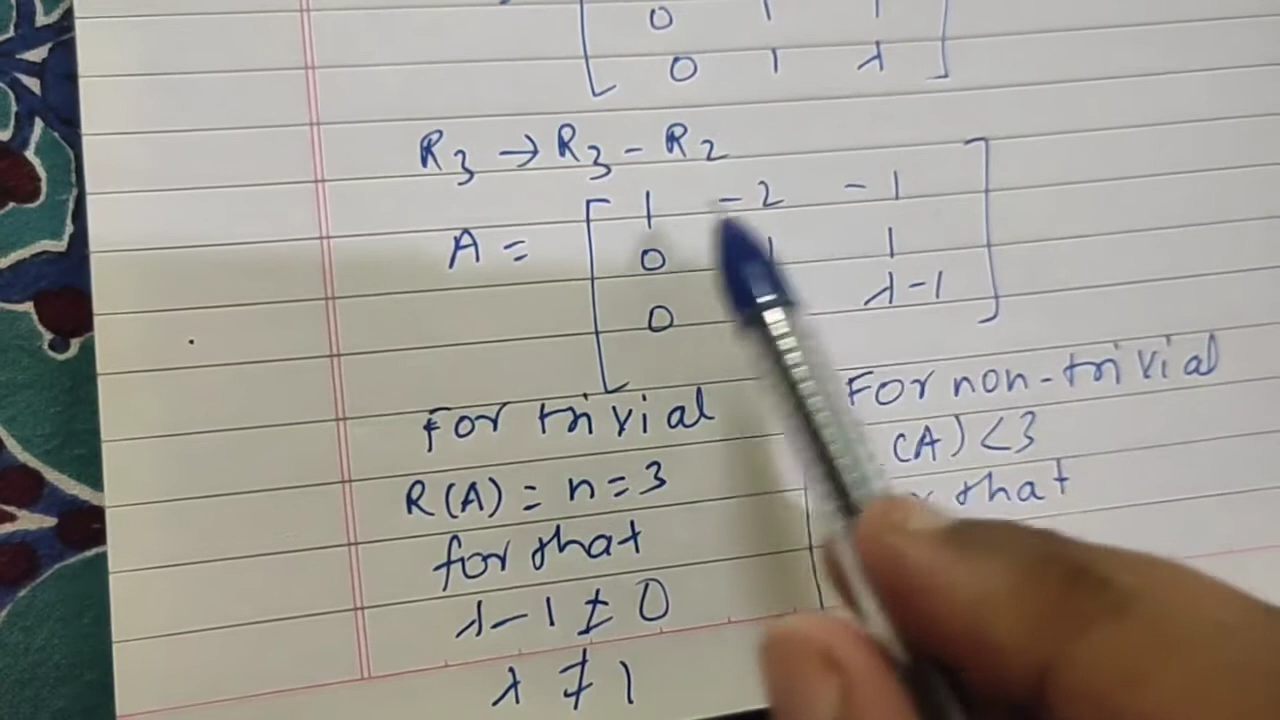 0 1 1
0 1 λ
R3 → R3 - R2
A = [ 1 -2 -1
0 1 1
0 λ-1 ]
For trivial
R(A) = n = 3
for that
λ-1 ≠ 0
λ ≠ 1
For non-trivial
(A) < 3
that